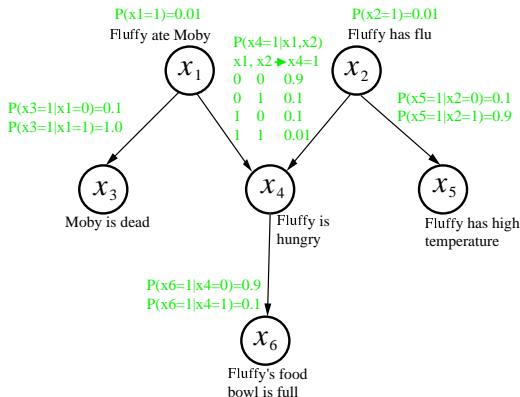 P(x1=1)=0.01
Fluffy ate Moby
P(x2=1)=0.01
Fluffy has flu
P(x4=1|x1,x2)
x1, x2 → x4=1
0 0 0.9
0 1 0.1
1 0 0.1
1 1 0.01
x1
x2
P(x3=1|x1=0)=0.1
P(x3=1|x1=1)=1.0
P(x5=1|x2=0)=0.1
P(x5=1|x2=1)=0.9
x3
Moby is dead
x4
Fluffy is
hungry
x5
Fluffy has high
temperature
P(x6=1|x4=0)=0.9
P(x6=1|x4=1)=0.1
x6
Fluffy's food
bowl is full